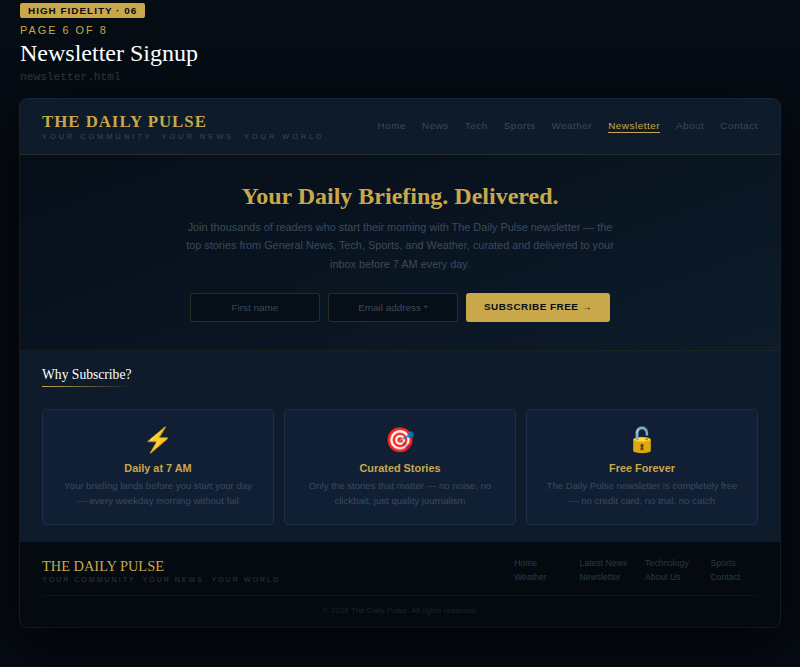 HIGH FIDELITY · 06
PAGE 6 OF 8
Newsletter Signup
newsletter.html
THE DAILY PULSE
YOUR COMMUNITY. YOUR NEWS. YOUR WORLD.
Home News Tech Sports Weather Newsletter About Contact
Your Daily Briefing. Delivered.
Join thousands of readers who start their morning with The Daily Pulse newsletter — the
top stories from General News, Tech, Sports, and Weather, curated and delivered to your
inbox before 7 AM every day.
First name
Email address *
SUBSCRIBE FREE →
Why Subscribe?
Daily at 7 AM
Your briefing lands before you start your day
— every weekday morning without fail
Curated Stories
Only the stories that matter — no noise, no
clickbait, just quality journalism
Free Forever
The Daily Pulse newsletter is completely free
— no credit card, no trial, no catch
THE DAILY PULSE
YOUR COMMUNITY. YOUR NEWS. YOUR WORLD.
Home Latest News Technology Sports
Weather Newsletter About Us Contact
© 2026 The Daily Pulse. All rights reserved.